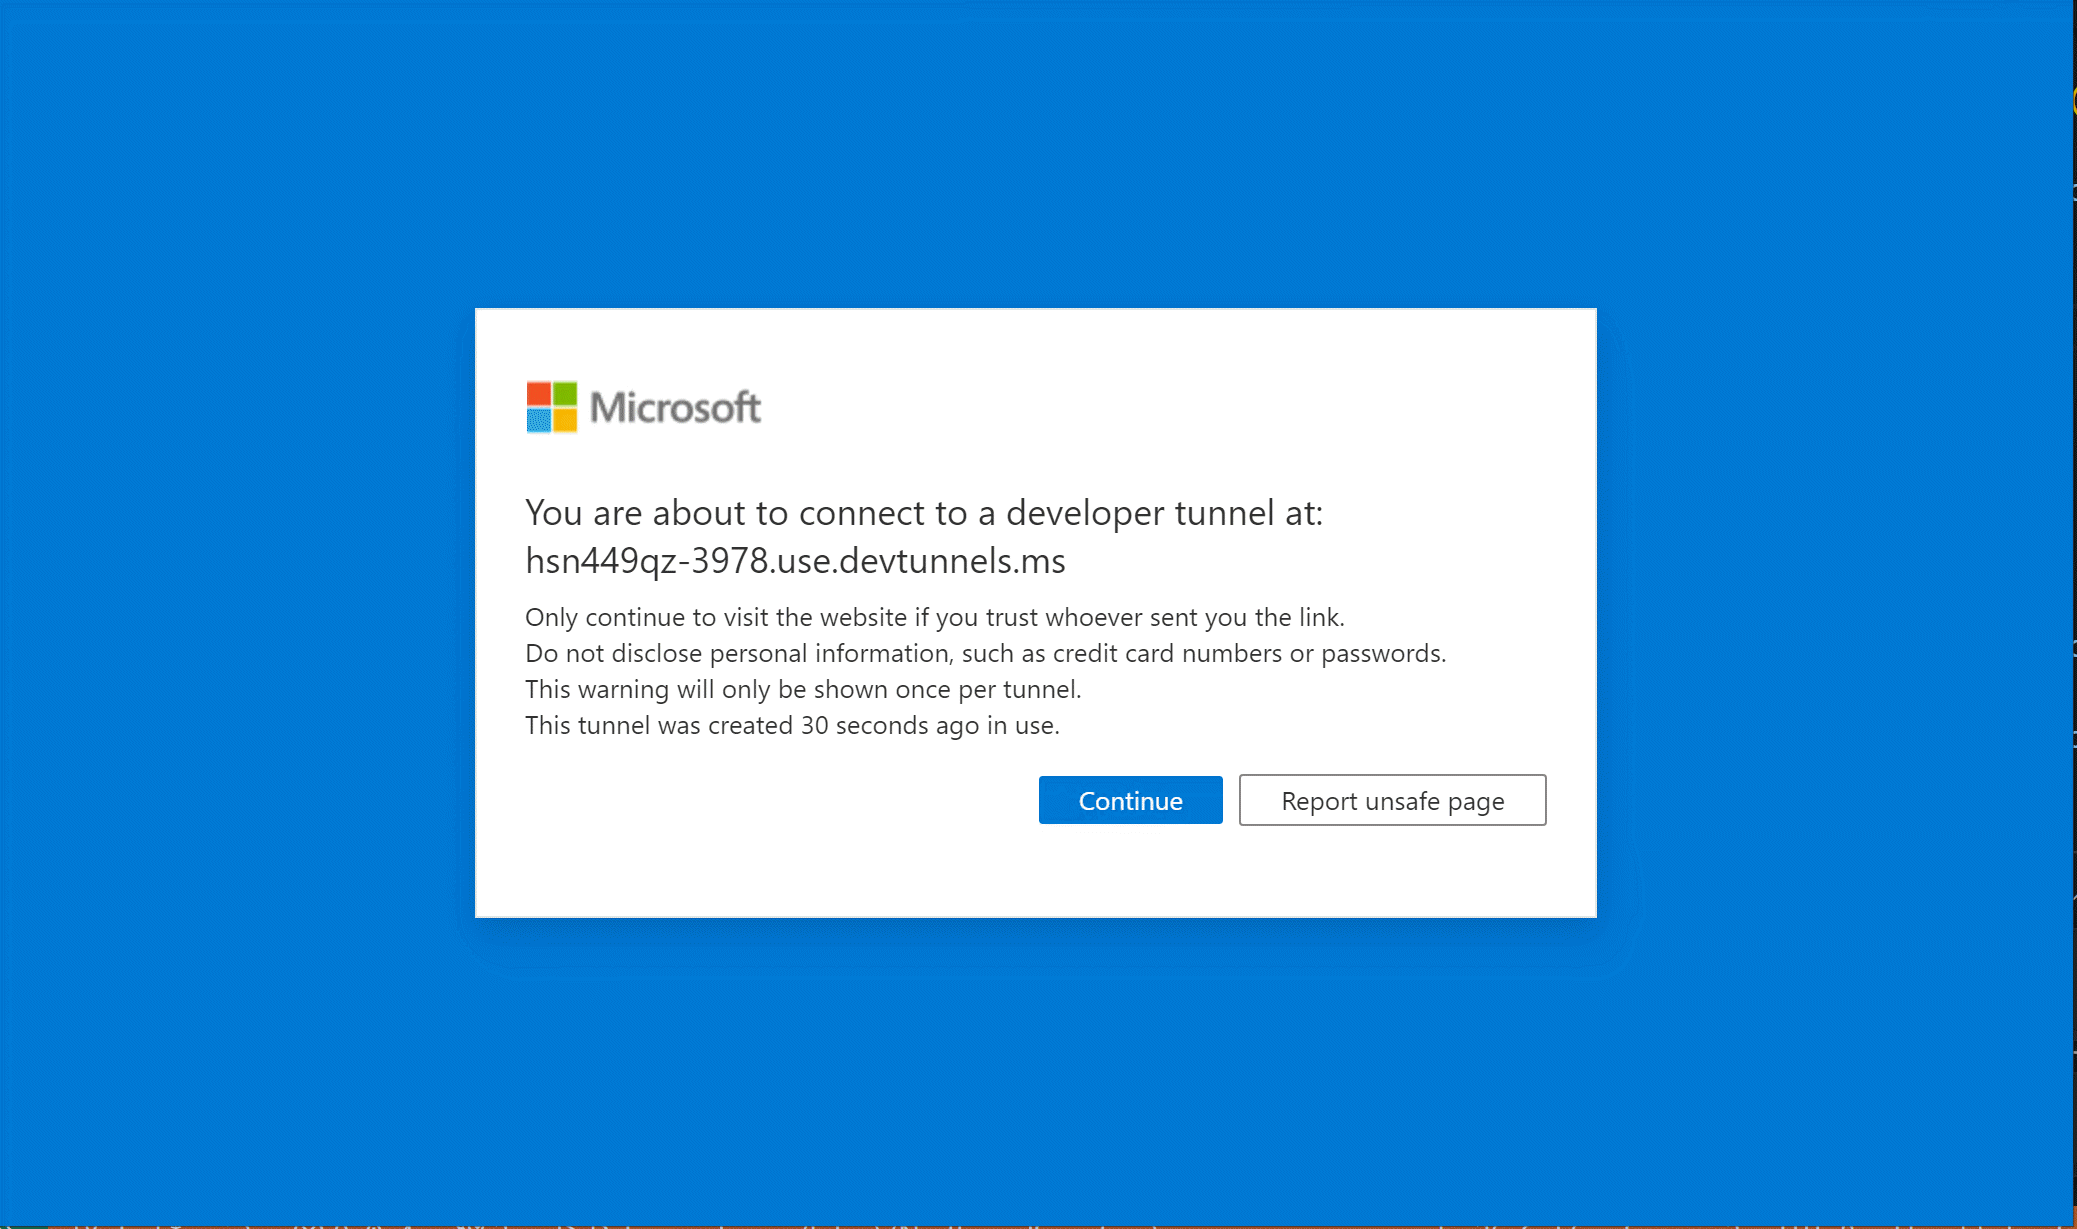 Microsoft
You are about to connect to a developer tunnel at:
hsn449qz-3978.use.devtunnels.ms
Only continue to visit the website if you trust whoever sent you the link.
Do not disclose personal information, such as credit card numbers or passwords.
This warning will only be shown once per tunnel.
This tunnel was created 30 seconds ago in use.
Continue
Report unsafe page